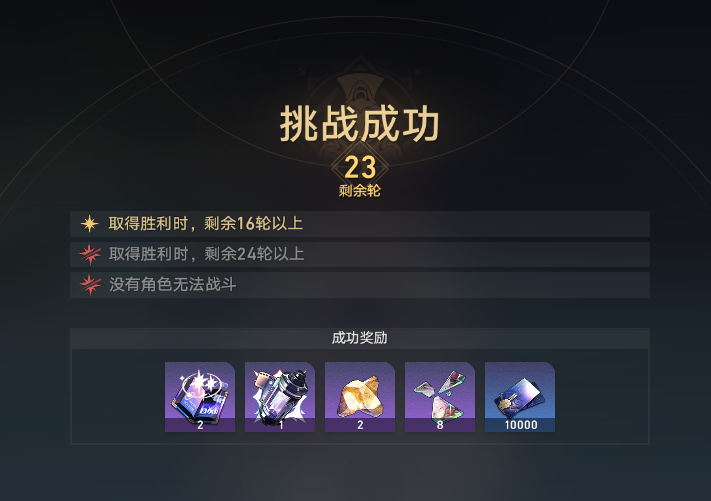 挑战成功
23
剩余轮
取得胜利时，剩余16轮以上
取得胜利时，剩余24轮以上
没有角色无法战斗
成功奖励
2 1 2 8 10000